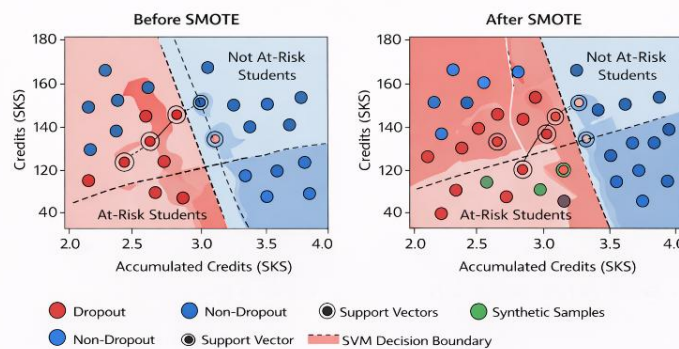 Before SMOTE
180
160
140
120
40
Credits (SKS)
Not At-Risk
Students
At-Risk Students
2.0
2.5
3.0
3.5
4.0
Accumulated Credits (SKS)
After SMOTE
180
160
140
120
40
Credits (SKS)
Not At-Risk
Students
At-Risk Students
2.0
2.5
3.0
3.5
4.0
Accumulated Credits (SKS)
Dropout
Non-Dropout
Support Vectors
Synthetic Samples
Non-Dropout
Support Vector
SVM Decision Boundary